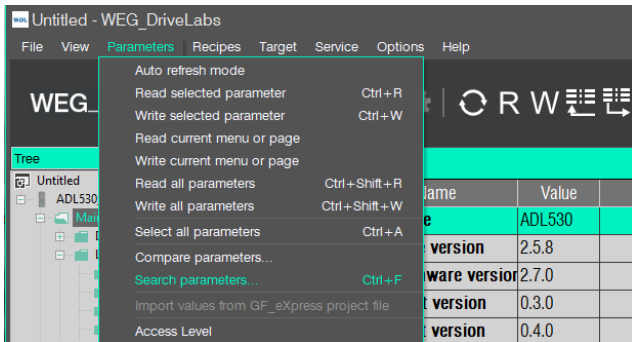 Untitled - WEG_DriveLabs
File View Parameters Recipes Target Service Options Help
WEG_
R W
Auto refresh mode
Read selected parameter Ctrl+R
Write selected parameter Ctrl+W
Read current menu or page
Write current menu or page
Read all parameters Ctrl+Shift+R
Write all parameters Ctrl+Shift+W
Select all parameters Ctrl+A
Compare parameters...
Search parameters... Ctrl+F
Import values from GF_eXpress project file
Access Level
Tree
Untitled
ADL530
Mai
Value
ADL530
version 2.5.8
version 2.7.0
version 0.3.0
version 0.4.0